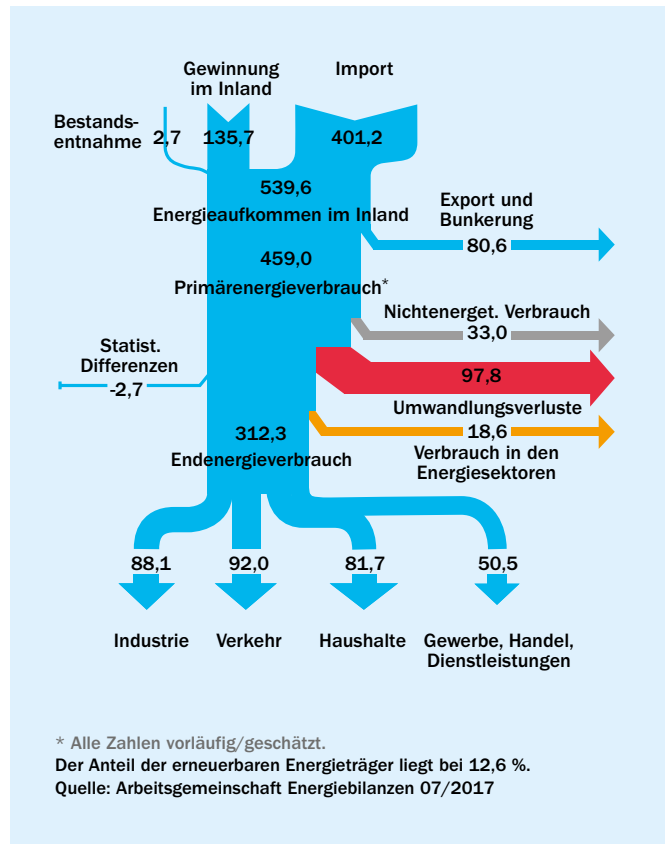 Gewinnung
im Inland
Import
Bestands-
entnahme 2,7
135,7
401,2
539,6
Energieaufkommen im Inland
Export und
Bunkerung
80,6
459,0
Primärenergieverbrauch*
Nichtenerget. Verbrauch
33,0
Statist.
Differenzen
-2,7
97,8
Umwandlungsverluste
18,6
Verbrauch in den
Energiesektoren
312,3
Endenergieverbrauch
88,1
92,0
81,7
50,5
Industrie
Verkehr
Haushalte
Gewerbe, Handel,
Dienstleistungen
* Alle Zahlen vorläufig/geschätzt.
Der Anteil der erneuerbaren Energieträger liegt bei 12,6 %.
Quelle: Arbeitsgemeinschaft Energiebilanzen 07/2017